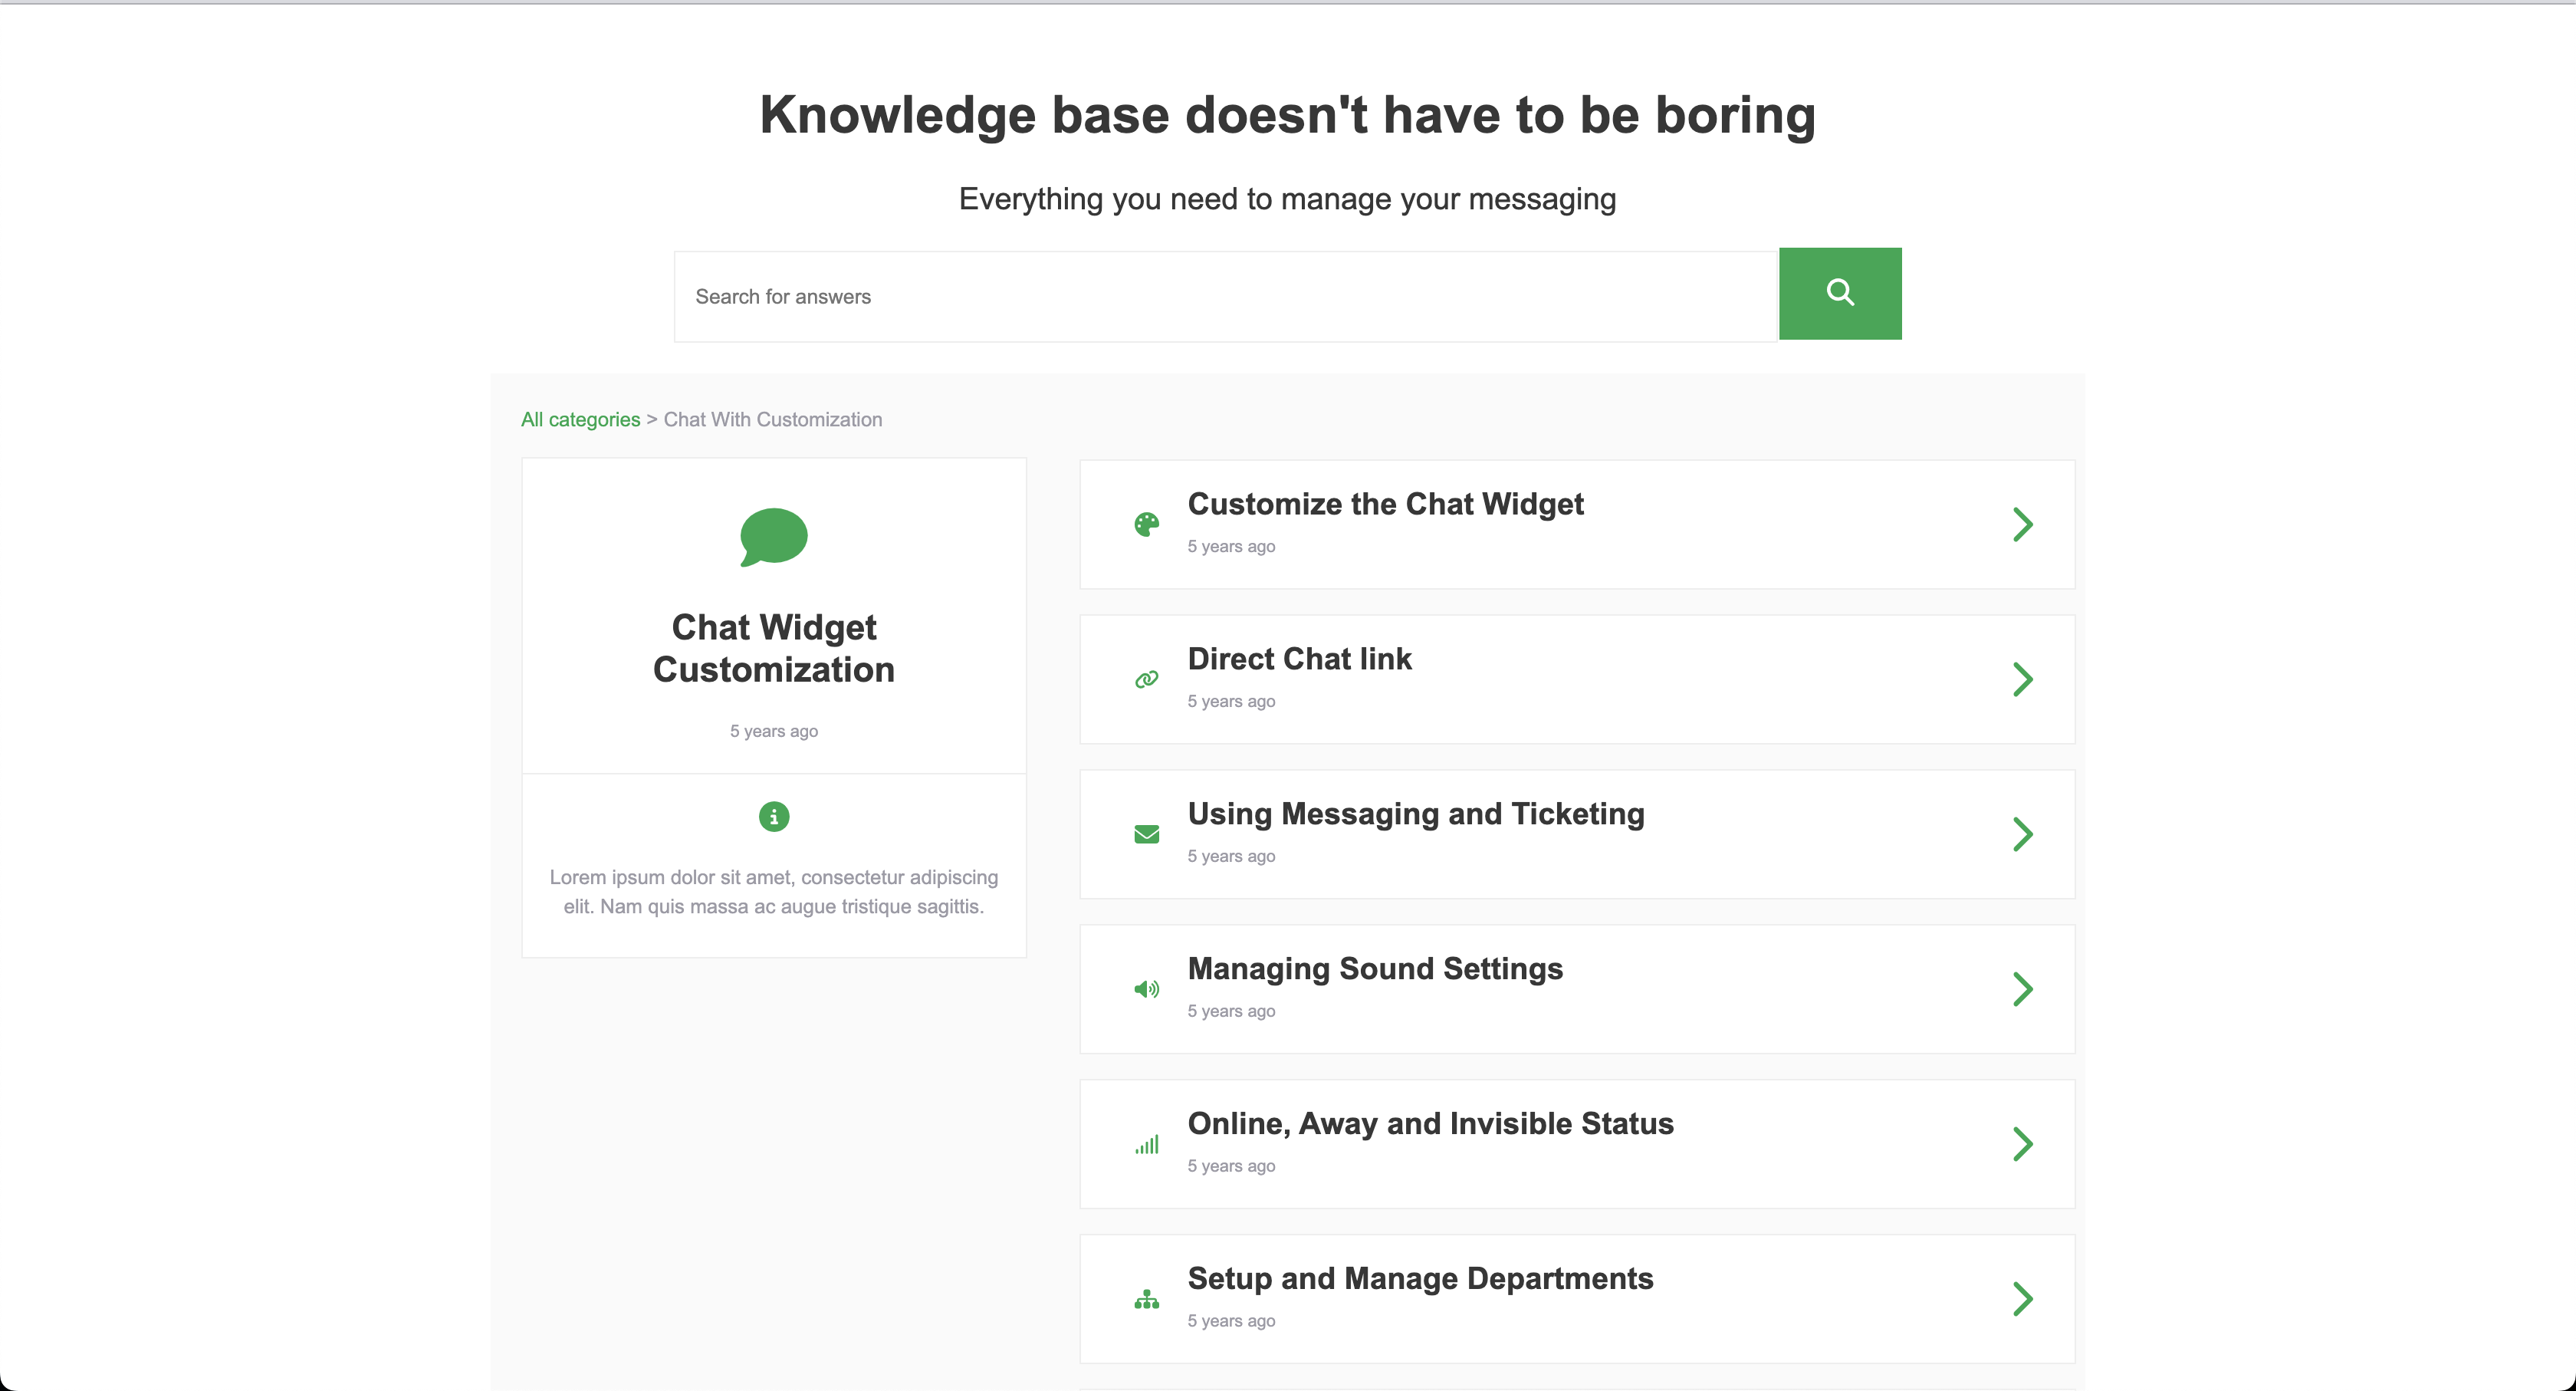 Knowledge base doesn't have to be boring
Everything you need to manage your messaging
Search for answers
All categories > Chat With Customization
Chat Widget
Customization
5 years ago
Lorem ipsum dolor sit amet, consectetur adipiscing
elit. Nam quis massa ac augue tristique sagittis.
Customize the Chat Widget
5 years ago
Direct Chat link
5 years ago
Using Messaging and Ticketing
5 years ago
Managing Sound Settings
5 years ago
Online, Away and Invisible Status
5 years ago
Setup and Manage Departments
5 years ago